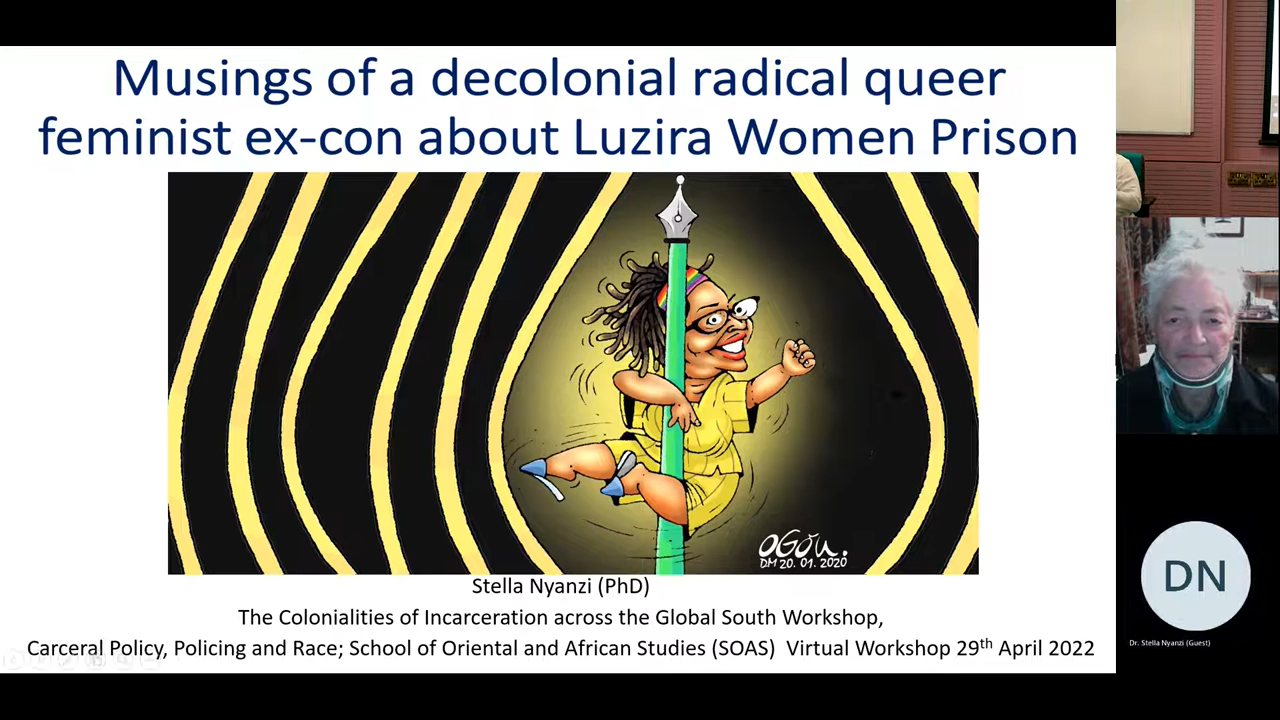 Musings of a decolonial radical queer
feminist ex-con about Luzira Women Prison
OGON.
DM 20. 01. 2020
Stella Nyanzi (PhD)
The Colonialities of Incarceration across the Global South Workshop,
Carceral Policy, Policing and Race; School of Oriental and African Studies (SOAS) Virtual Workshop 29th April 2022
DN
Dr. Stella Nyanzi (Guest)